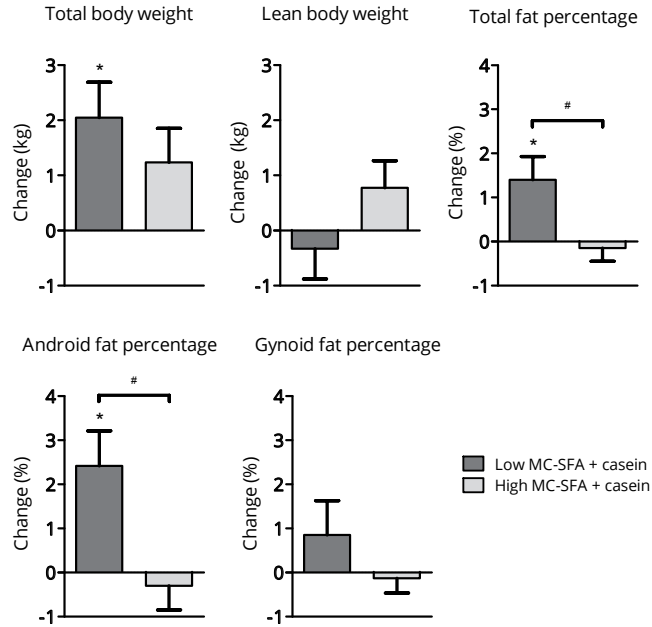 Total body weight
Lean body weight
Total fat percentage
3
2
1
0
-1
Change (kg)
*
3
2
1
0
-1
Change (kg)
4
3
2
1
0
-1
Change (%)
#
*
Android fat percentage
Gynoid fat percentage
4
3
2
1
0
-1
Change (%)
#
*
4
3
2
1
0
-1
Change (%)
Low MC-SFA + casein
High MC-SFA + casein